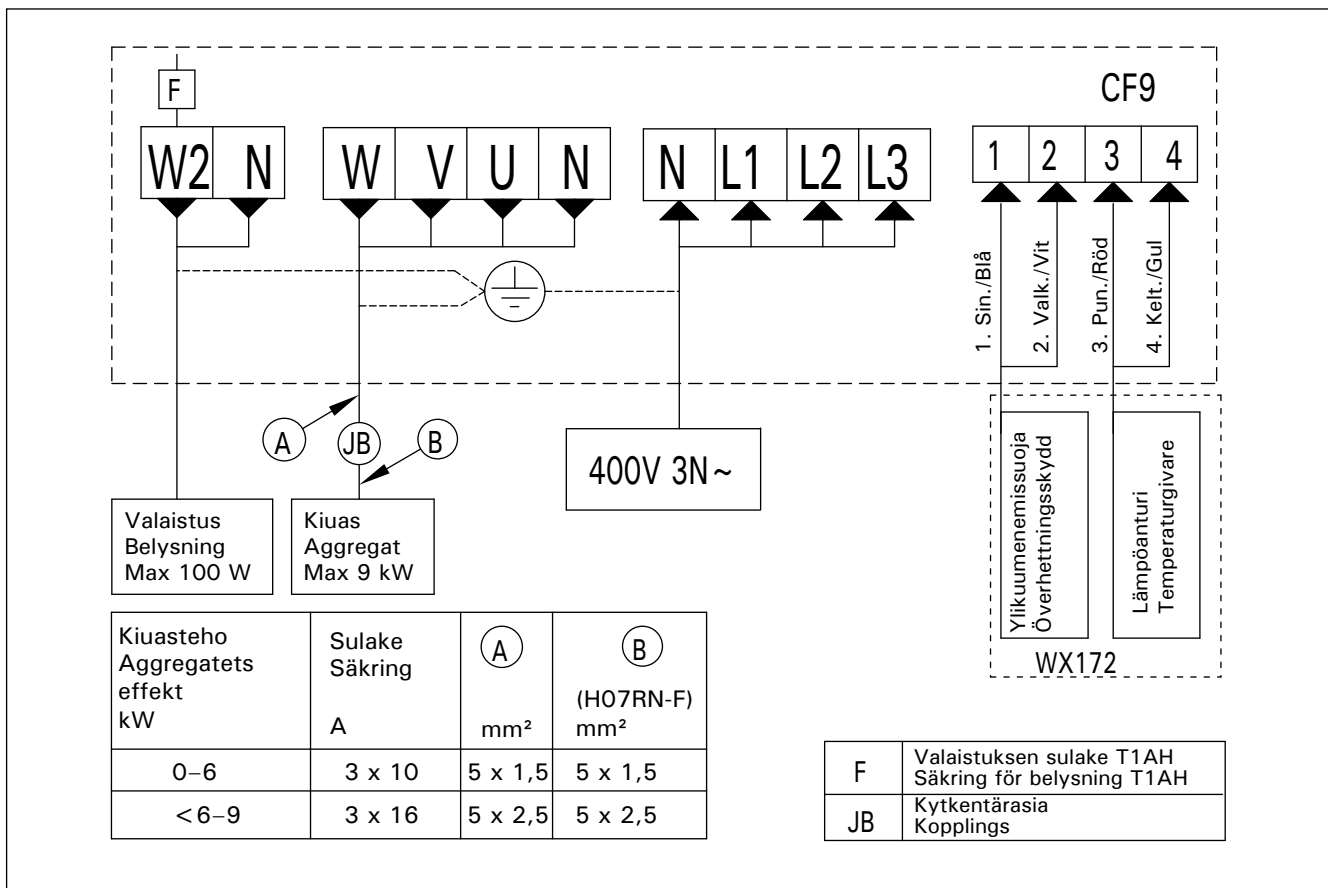 F
CF9
W2 N
W V U N
N L1 L2 L3
1 2 3 4
1. Sin./Blå
2. Valk./Vit
3. Pun./Röd
4. Kelt./Gul
A
JB
B
400V 3N~
Valaistus
Belysning
Max 100 W
Kiuas
Aggregat
Max 9 kW
Ylikuumenemissuoja
Överhettningsskydd
Lämpöanturi
Temperaturgivare
WX172
Kiuasteho
Aggregatets
effekt
kW
Sulake
Säkring
A
A
mm²
B
(H07RN-F)
mm²
0–6 3 x 10 5 x 1,5 5 x 1,5
<6–9 3 x 16 5 x 2,5 5 x 2,5
F
Valaistuksen sulake T1AH
Säkring för belysning T1AH
JB
Kytkentärasia
Kopplings